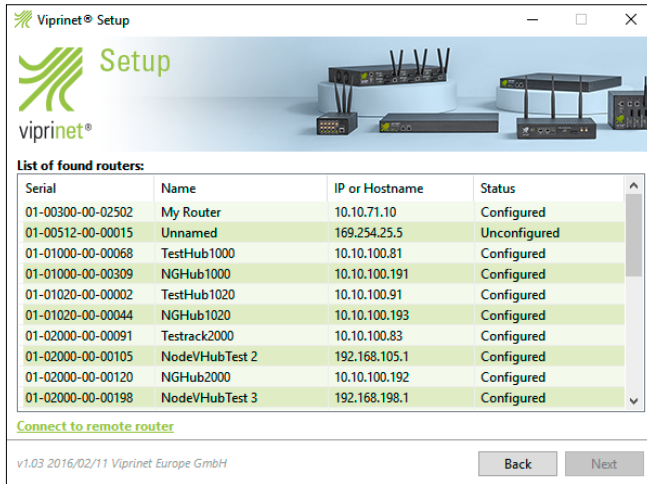 Viprinet® Setup
Setup
viprinet®
List of found routers:
Serial Name IP or Hostname Status
01-00300-00-02502 My Router 10.10.71.10 Configured
01-00512-00-00015 Unnamed 169.254.25.5 Unconfigured
01-01000-00-00068 TestHub1000 10.10.100.81 Configured
01-01000-00-00309 NGHub1000 10.10.100.191 Configured
01-01020-00-00002 TestHub1020 10.10.100.91 Configured
01-01020-00-00044 NGHub1020 10.10.100.193 Configured
01-02000-00-00091 Testrack2000 10.10.100.83 Configured
01-02000-00-00105 NodeVHubTest 2 192.168.105.1 Configured
01-02000-00-00120 NGHub2000 10.10.100.192 Configured
01-02000-00-00198 NodeVHubTest 3 192.168.198.1 Configured
Connect to remote router
v1.03 2016/02/11 Viprinet Europe GmbH
Back Next